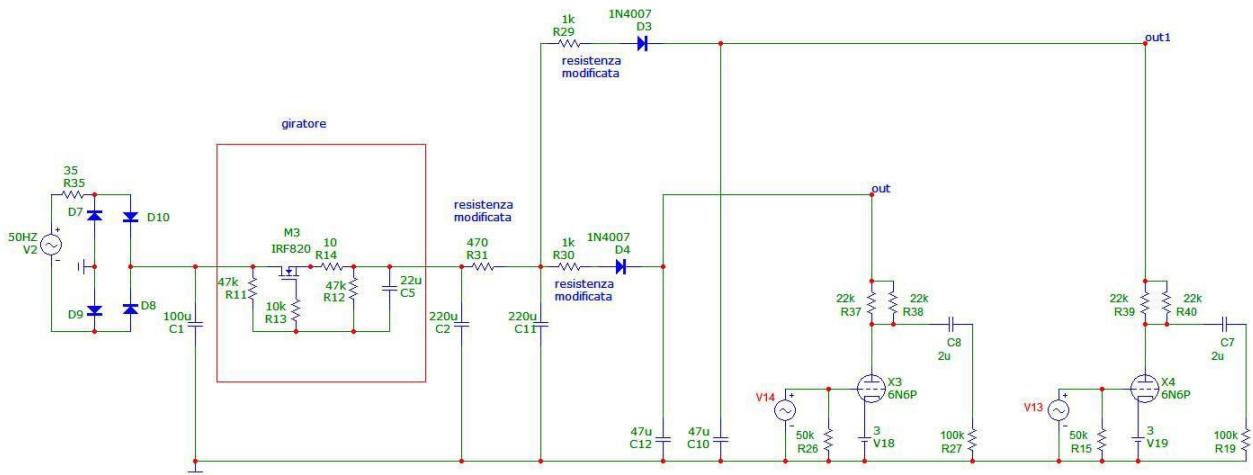 1k
R29
1N4007
D3
out1
resistenza
modificata
giratore
35
R35
out
D7
D10
resistenza
modificata
M3
IRF820
10
R14
470
R31
1k
R30
1N4007
D4
50HZ
V2
47k
R11
47k
R12
22u
C5
resistenza
modificata
10k
R13
D9
D8
100u
C1
220u
C2
220u
C11
22k
R37
22k
R38
22k
R39
22k
R40
C8
2u
C7
2u
X3
6N6P
X4
6N6P
V14
V13
47u
C12
47u
C10
50k
R26
3
V18
100k
R27
50k
R15
3
V19
100k
R19